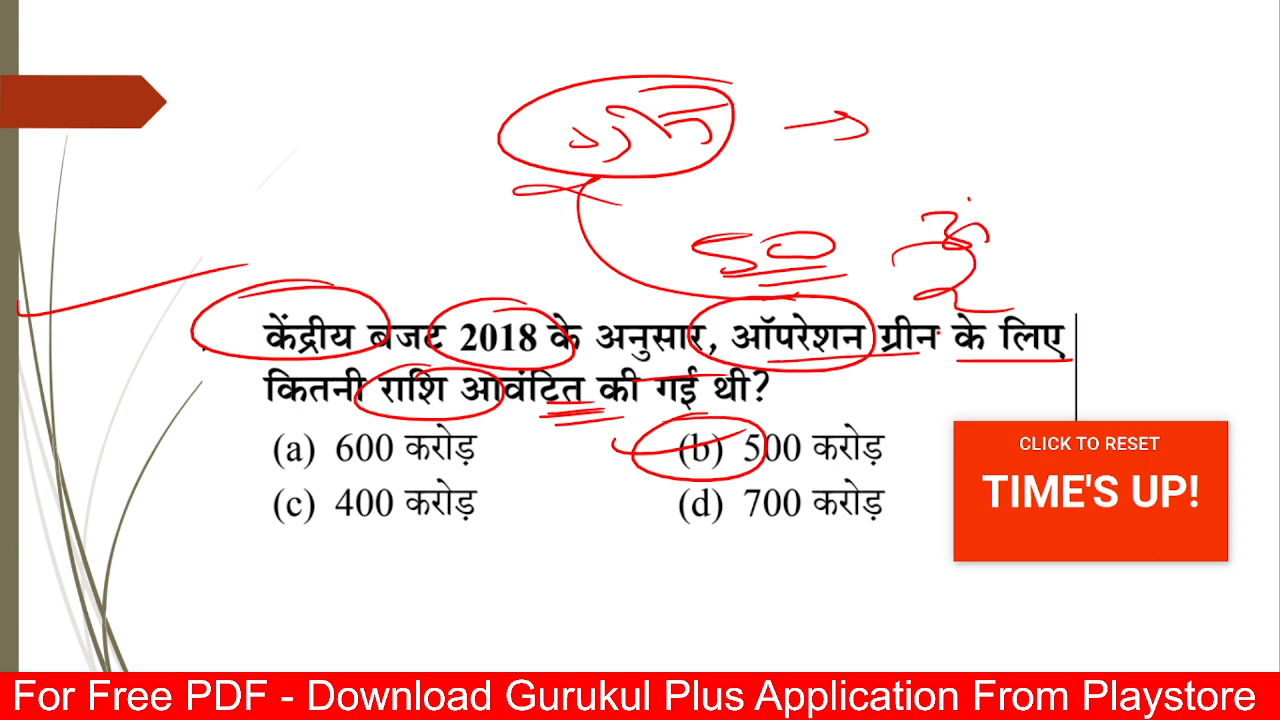 50
केंद्रीय बजट 2018 के अनुसार, ऑपरेशन ग्रीन के लिए
कितनी राशि आवंटित की गई थी?
(a) 600 करोड़ (b) 500 करोड़
(c) 400 करोड़ (d) 700 करोड़
CLICK TO RESET
TIME'S UP!
For Free PDF - Download Gurukul Plus Application From Playstore